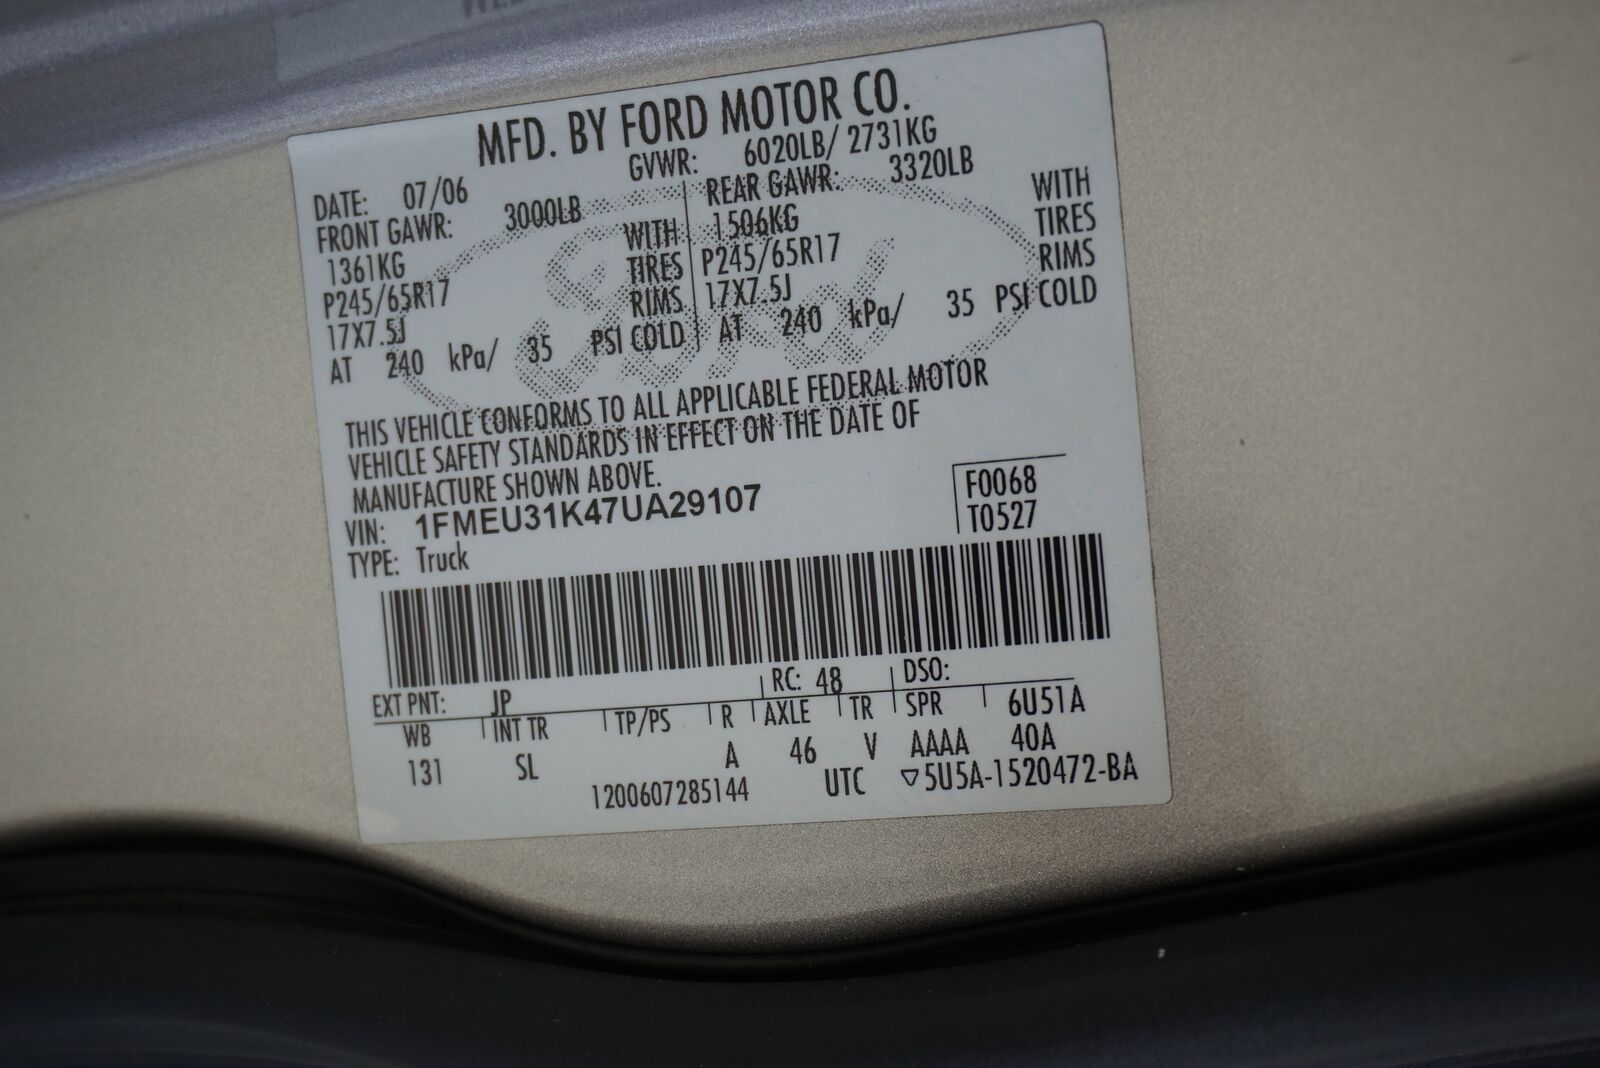 MFD. BY FORD MOTOR CO.
DATE: 07/06 GVWR: 6020LB/ 2731KG
FRONT GAWR: 3000LB REAR GAWR: 3320LB
1361KG WITH 1506KG WITH
P245/65R17 TIRES P245/65R17 TIRES
17X7.5J RIMS 17X7.5J RIMS
AT 240 kPa/ 35 PSI COLD AT 240 kPa/ 35 PSI COLD
Ford
THIS VEHICLE CONFORMS TO ALL APPLICABLE FEDERAL MOTOR
VEHICLE SAFETY STANDARDS IN EFFECT ON THE DATE OF
MANUFACTURE SHOWN ABOVE.
VIN: 1FMEU31K47UA29107 F0068
TYPE: Truck T0527
EXT PNT: JP RC: 48 DSO:
WB INT TR TP/PS R AXLE TR SPR 6U51A
131 SL A 46 V AAAA 40A
1200607285144 UTC ▽5U5A-1520472-BA